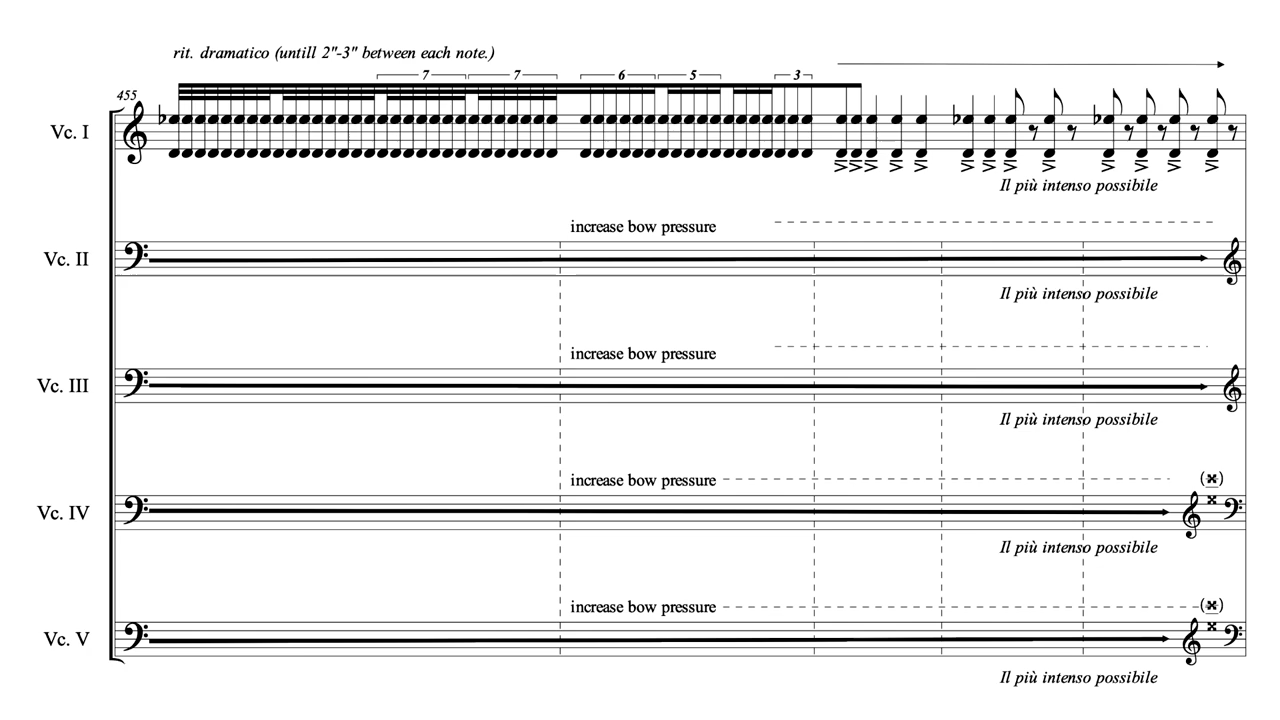 rit. dramatico (untill 2"-3" between each note.)
7 7 6 5 3
455
Vc. I
Il più intenso possibile
increase bow pressure
Vc. II
Il più intenso possibile
increase bow pressure
Vc. III
Il più intenso possibile
increase bow pressure
Vc. IV
Il più intenso possibile
increase bow pressure
Vc. V
Il più intenso possibile